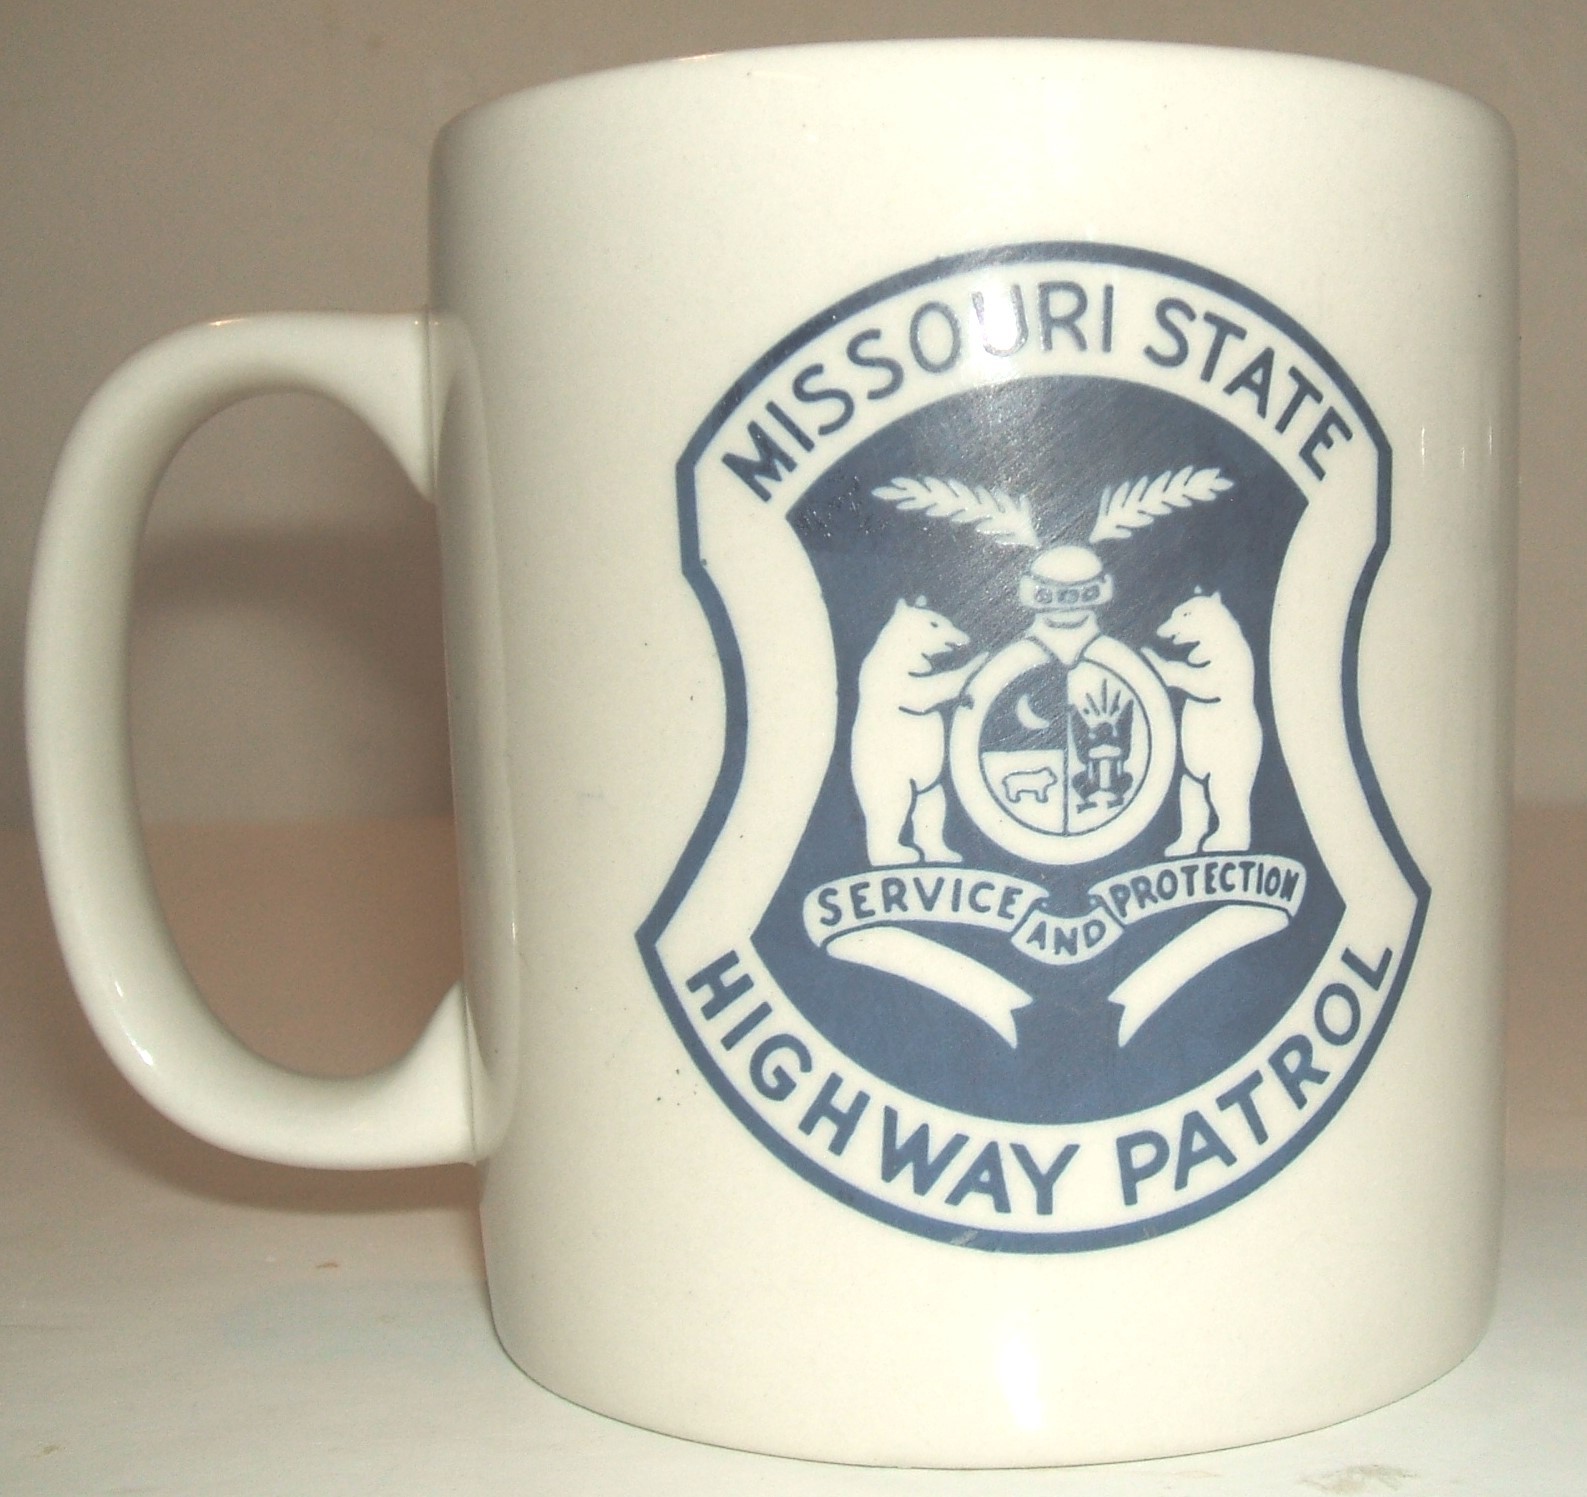 MISSOURI STATE
SERVICE AND PROTECTION
HIGHWAY PATROL